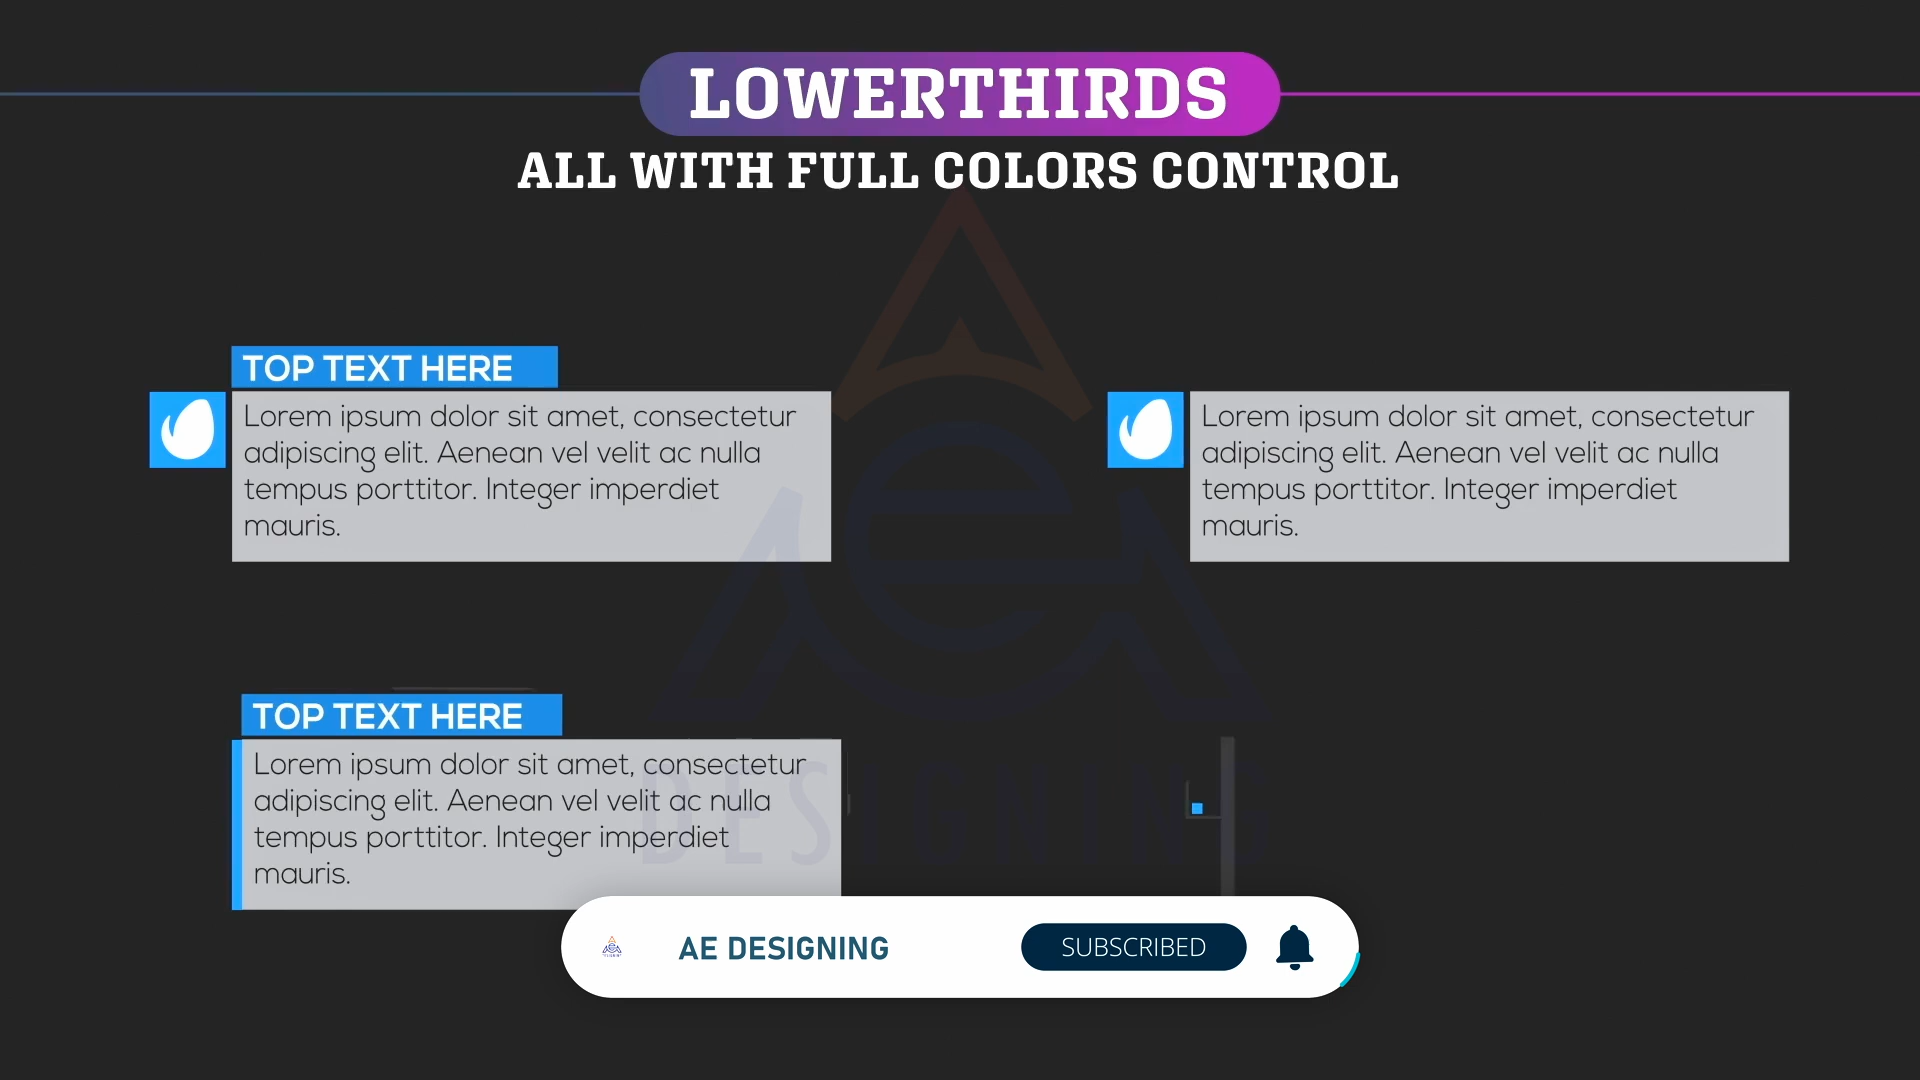 LOWERTHIRDS
ALL WITH FULL COLORS CONTROL
TOP TEXT HERE
Lorem ipsum dolor sit amet, consectetur
adipiscing elit. Aenean vel velit ac nulla
tempus porttitor. Integer imperdiet
mauris.
Lorem ipsum dolor sit amet, consectetur
adipiscing elit. Aenean vel velit ac nulla
tempus porttitor. Integer imperdiet
mauris.
TOP TEXT HERE
Lorem ipsum dolor sit amet, consectetur
adipiscing elit. Aenean vel velit ac nulla
tempus porttitor. Integer imperdiet
mauris.
DESIGNING
AE DESIGNING
SUBSCRIBED